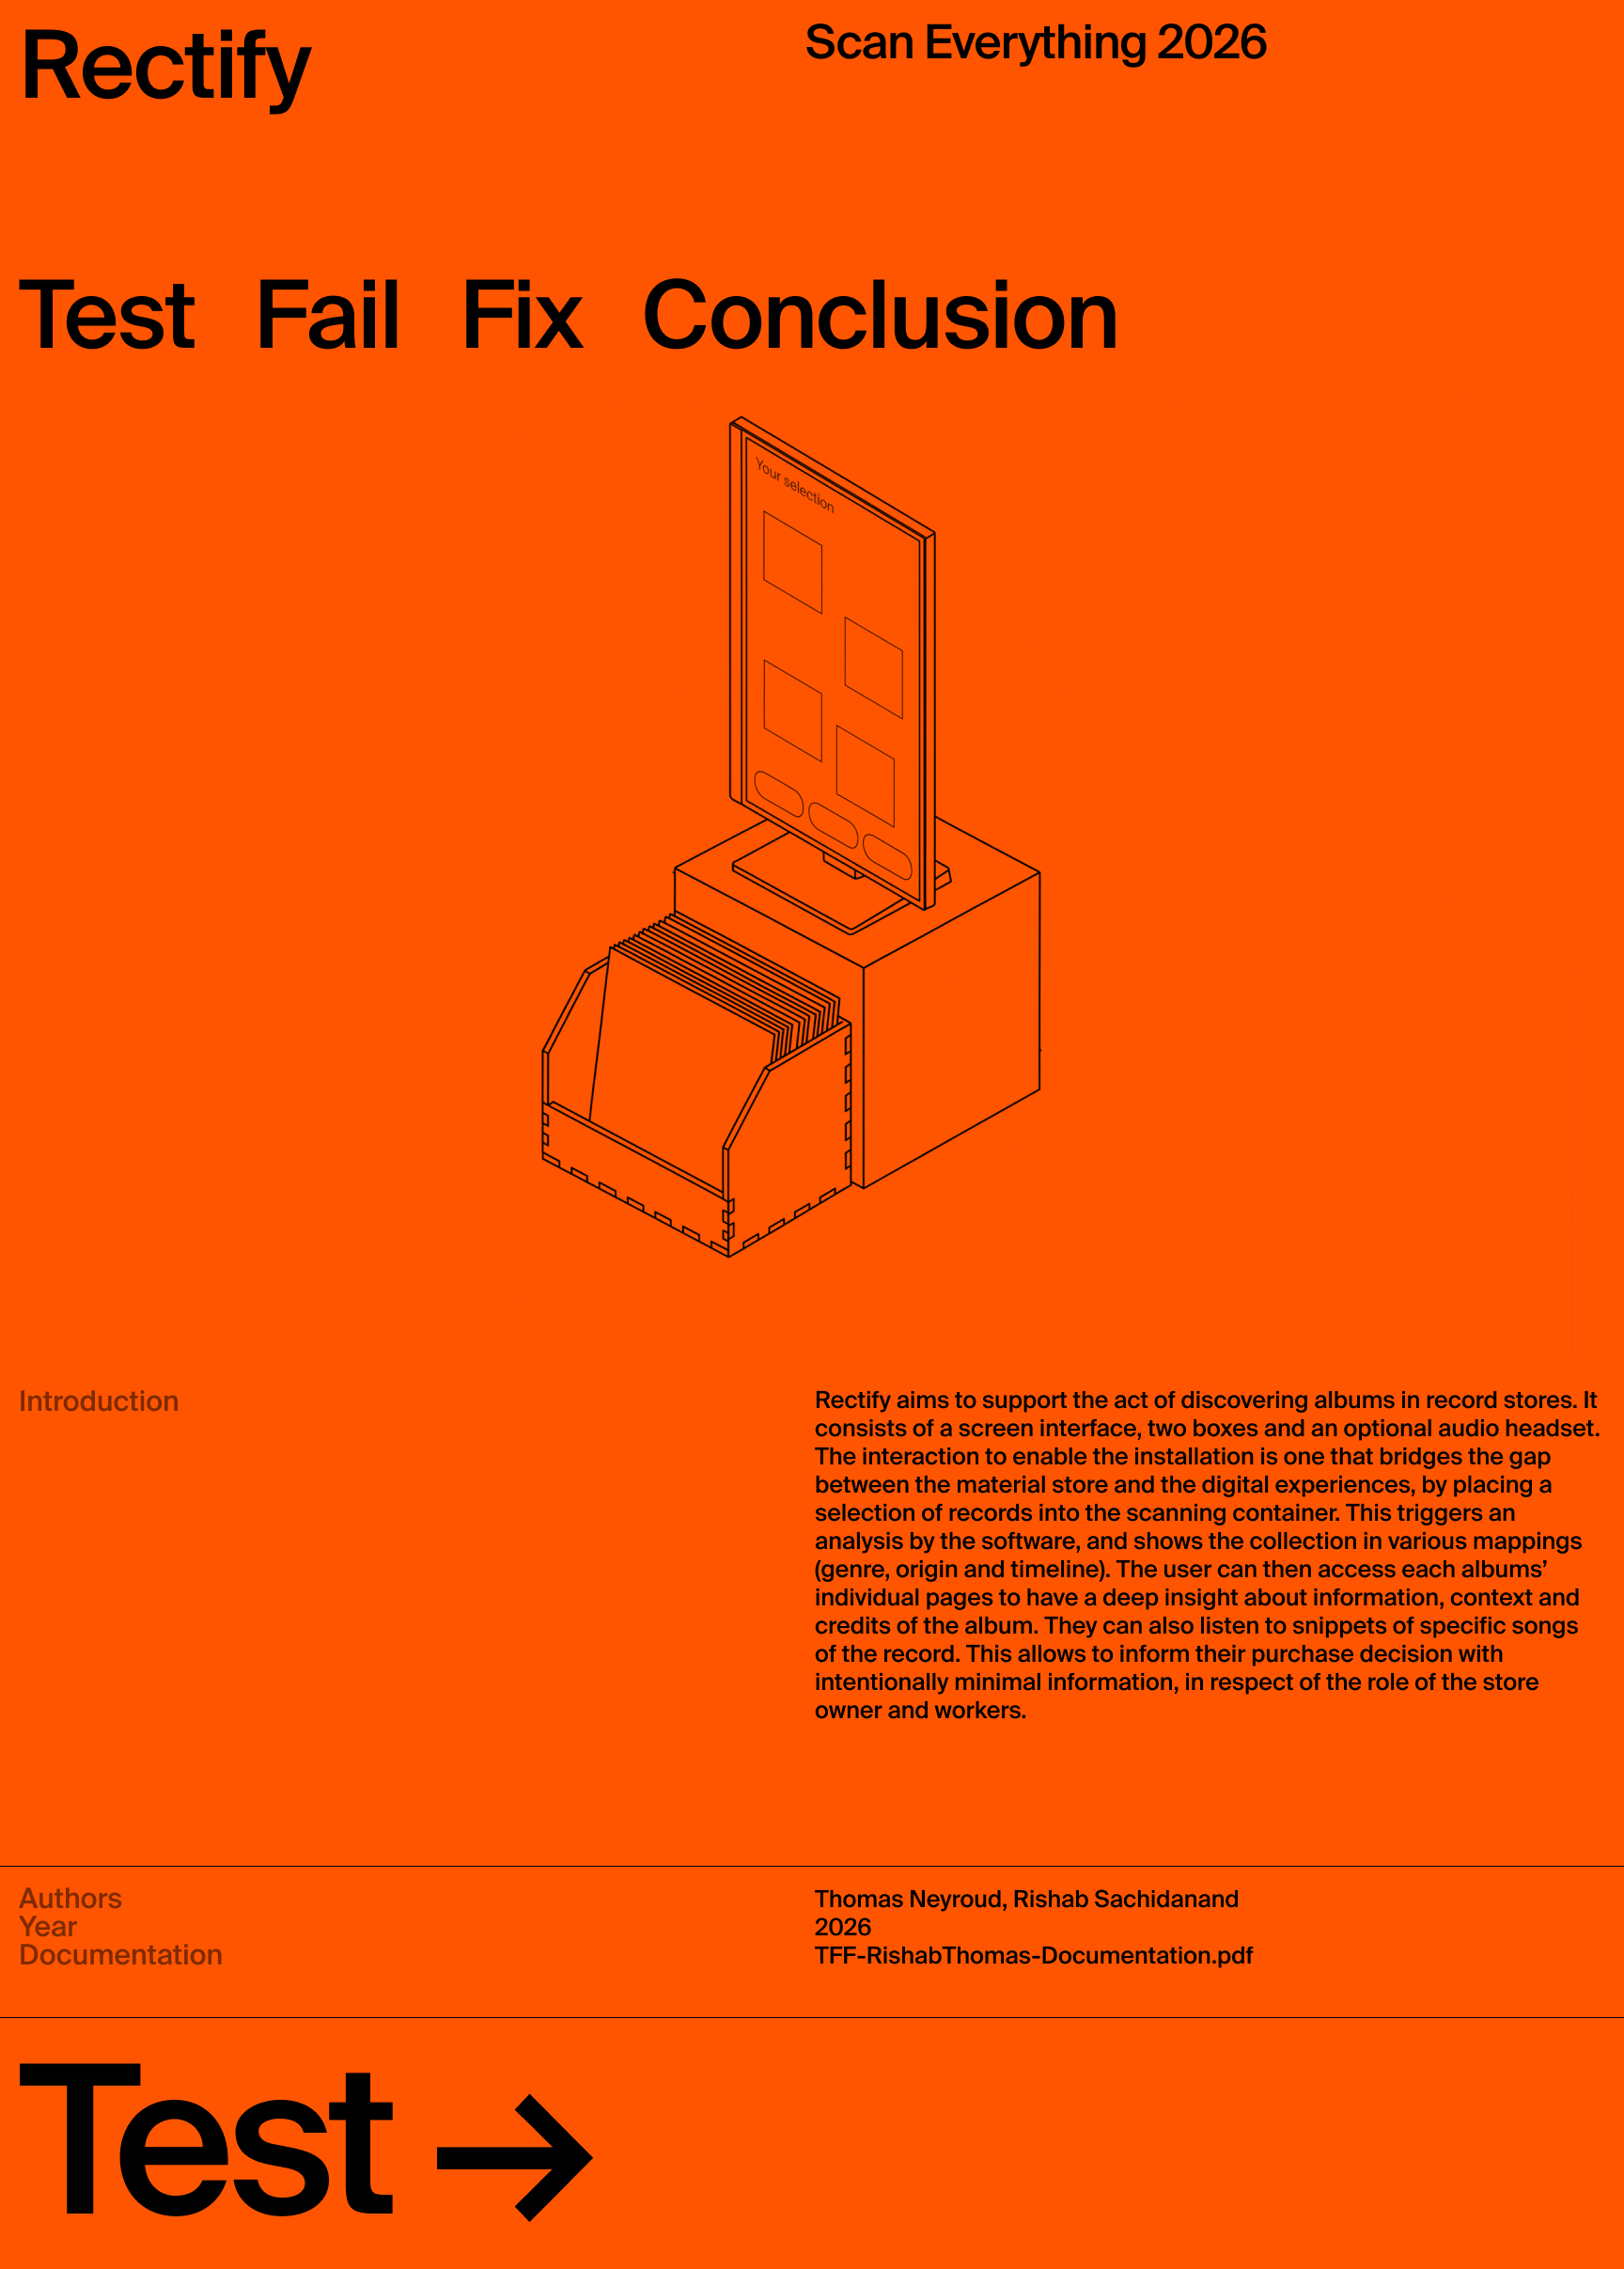 Rectify
Scan Everything 2026
Test Fail Fix Conclusion
Your selection
Introduction
Rectify aims to support the act of discovering albums in record stores. It
consists of a screen interface, two boxes and an optional audio headset.
The interaction to enable the installation is one that bridges the gap
between the material store and the digital experiences, by placing a
selection of records into the scanning container. This triggers an
analysis by the software, and shows the collection in various mappings
(genre, origin and timeline). The user can then access each albums’
individual pages to have a deep insight about information, context and
credits of the album. They can also listen to snippets of specific songs
of the record. This allows to inform their purchase decision with
intentionally minimal information, in respect of the role of the store
owner and workers.
Authors
Thomas Neyroud, Rishab Sachidanand
Year
2026
Documentation
TFF-RishabThomas-Documentation.pdf
Test →